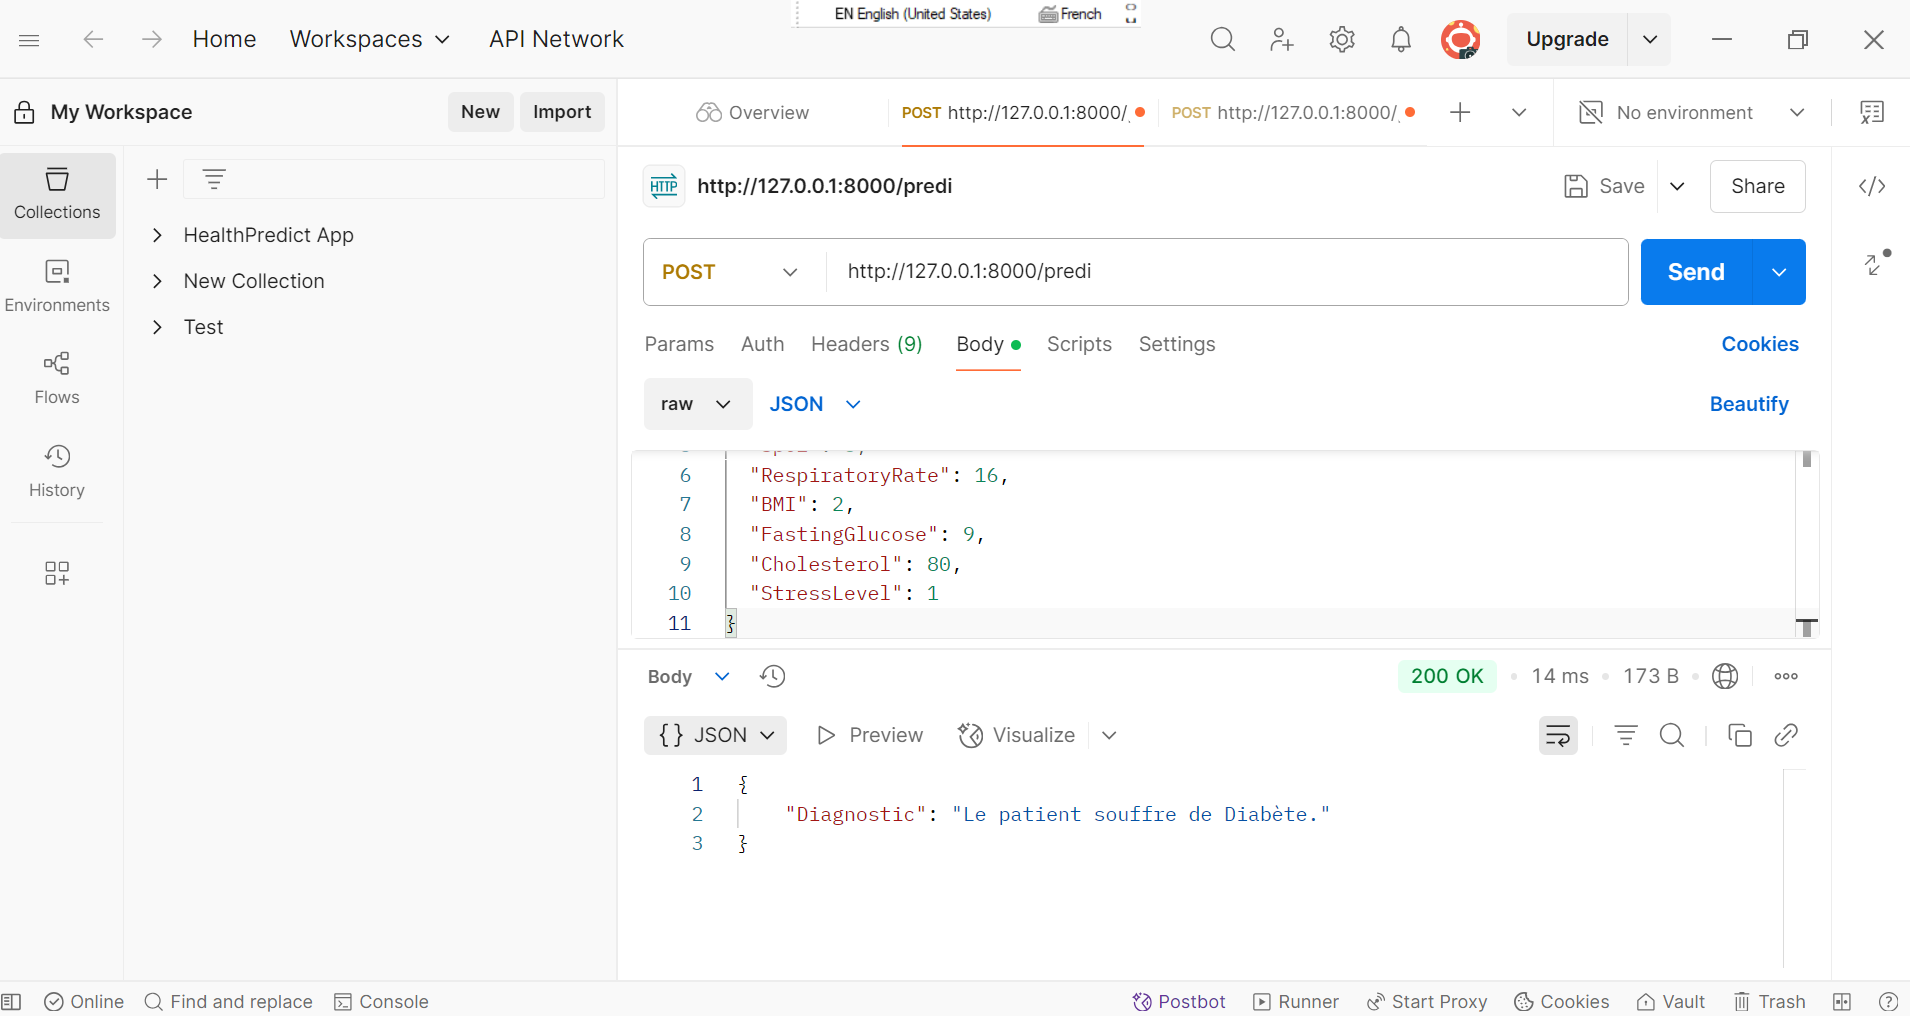 EN English (United States) French
Home Workspaces API Network Upgrade
My Workspace New Import
Overview POST http://127.0.0.1:8000/ POST http://127.0.0.1:8000/ No environment
Collections
Environments
Flows
History
HealthPredict App
New Collection
Test
HTTP http://127.0.0.1:8000/predi Save Share
POST http://127.0.0.1:8000/predi Send
Params Auth Headers (9) Body Scripts Settings Cookies
raw JSON Beautify
6 "RespiratoryRate": 16,
7 "BMI": 2,
8 "FastingGlucose": 9,
9 "Cholesterol": 80,
10 "StressLevel": 1
11 }
Body 200 OK 14 ms 173 B
{} JSON Preview Visualize
1 {
2 "Diagnostic": "Le patient souffre de Diabète."
3 }
Online Find and replace Console Postbot Runner Start Proxy Cookies Vault Trash